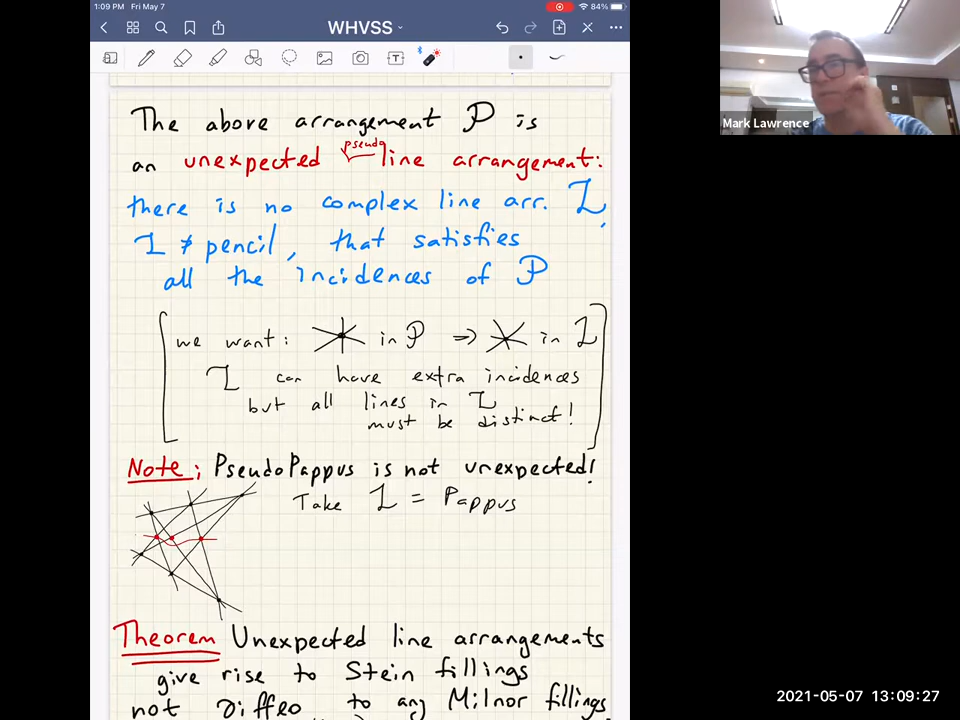 1:09 PM Fri May 7
84%
WHVSS
The above arrangement P is
an unexpected pseudo line arrangement:
there is no complex line arr. L,
L ≠ pencil, that satisfies
all the incidences of P
we want: in P => in L
L can have extra incidences
but all lines in L
must be distinct!
Note: PseudoPappus is not unexpected!
Take L = Pappus
Theorem Unexpected line arrangements
give rise to Stein fillings
not diffeo to any Milnor fillings
Mark Lawrence
2021-05-07 13:09:27